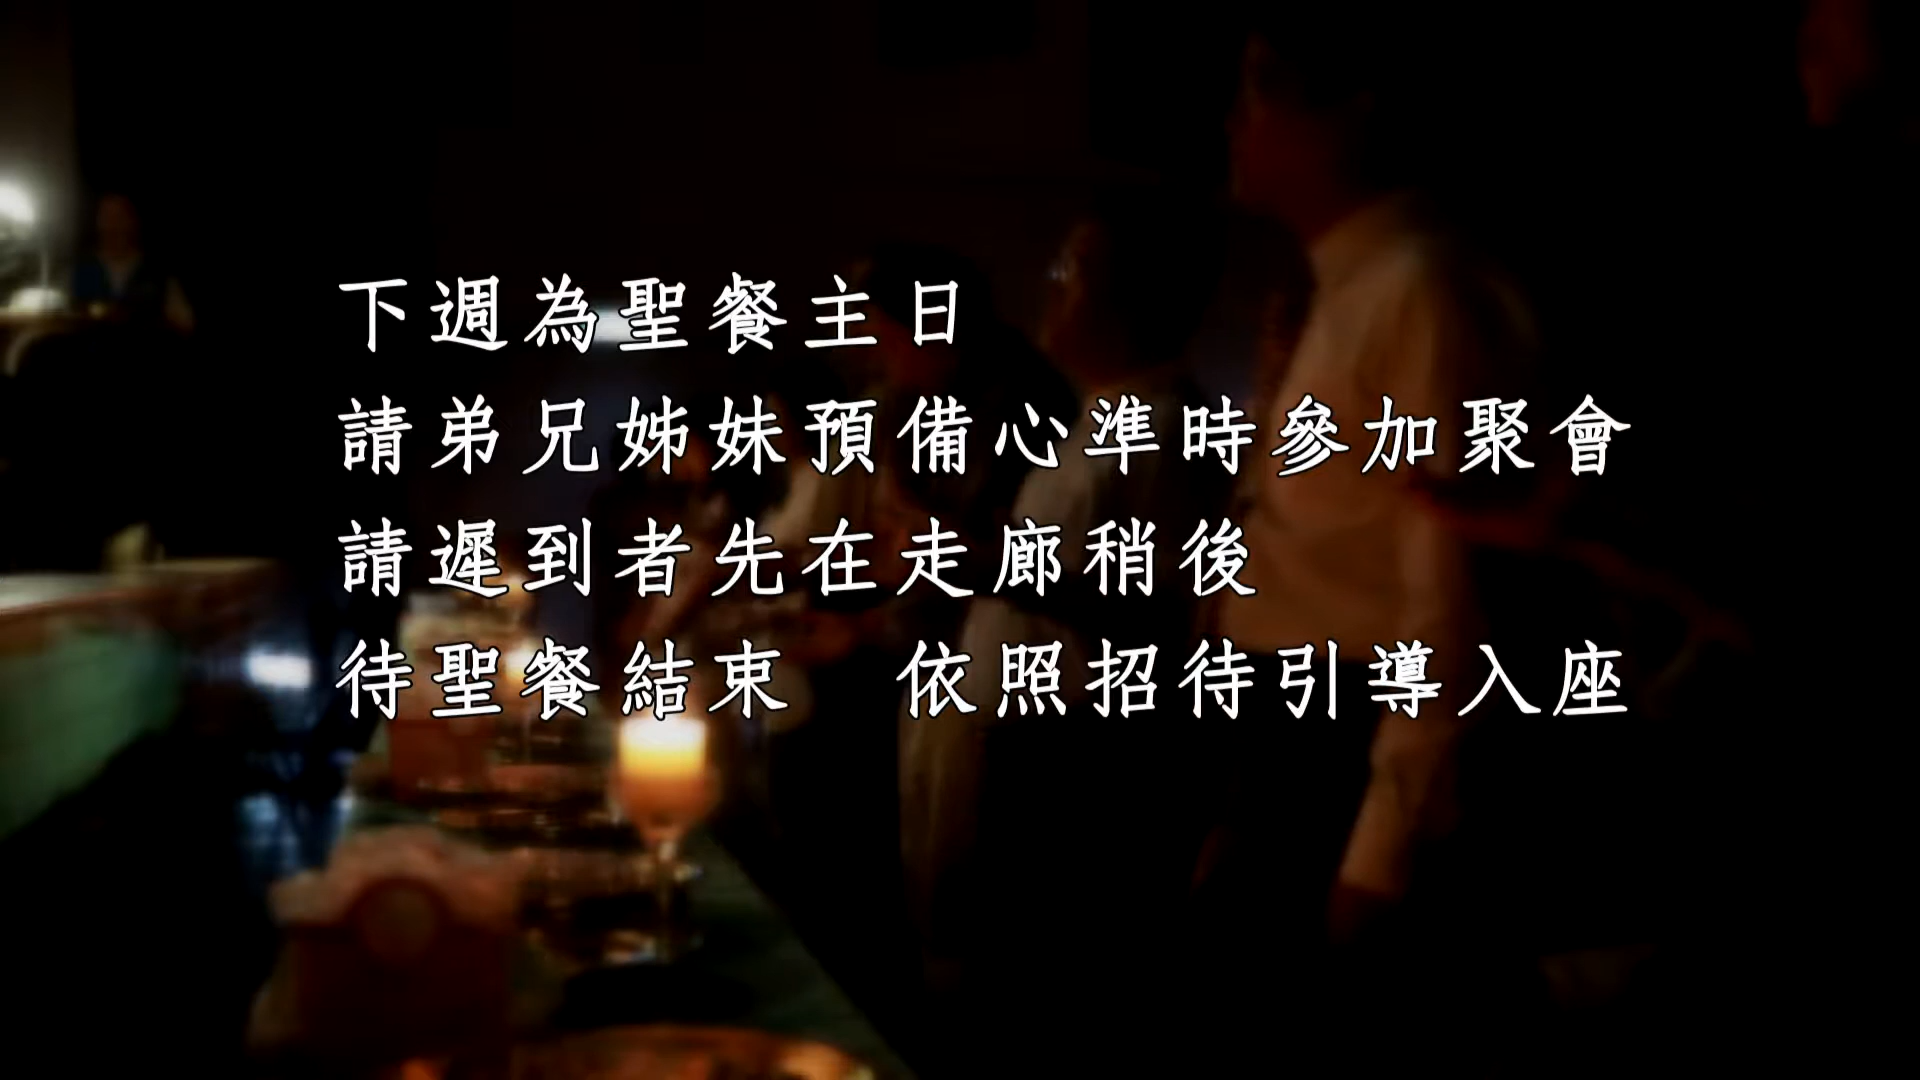 下週為聖餐主日
請弟兄姊妹預備心準時參加聚會
請遲到者先在走廊稍後
待聖餐結束　依照招待引導入座